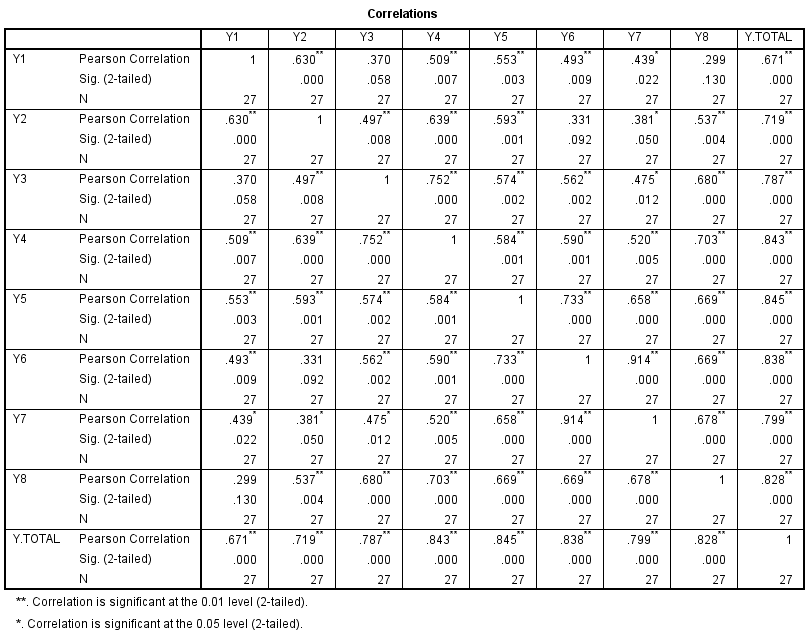 Correlations
Y1 Y2 Y3 Y4 Y5 Y6 Y7 Y8 Y.TOTAL
Y1 Pearson Correlation 1 .630** .370 .509** .553** .493** .439* .299 .671**
Sig. (2-tailed) .000 .058 .007 .003 .009 .022 .130 .000
N 27 27 27 27 27 27 27 27 27
Y2 Pearson Correlation .630** 1 .497** .639** .593** .331 .381* .537** .719**
Sig. (2-tailed) .000 .008 .000 .001 .092 .050 .004 .000
N 27 27 27 27 27 27 27 27 27
Y3 Pearson Correlation .370 .497** 1 .752** .574** .562** .475* .680** .787**
Sig. (2-tailed) .058 .008 .000 .002 .002 .012 .000 .000
N 27 27 27 27 27 27 27 27 27
Y4 Pearson Correlation .509** .639** .752** 1 .584** .590** .520** .703** .843**
Sig. (2-tailed) .007 .000 .000 .001 .001 .005 .000 .000
N 27 27 27 27 27 27 27 27 27
Y5 Pearson Correlation .553** .593** .574** .584** 1 .733** .658** .669** .845**
Sig. (2-tailed) .003 .001 .002 .001 .000 .000 .000 .000
N 27 27 27 27 27 27 27 27 27
Y6 Pearson Correlation .493** .331 .562** .590** .733** 1 .914** .669** .838**
Sig. (2-tailed) .009 .092 .002 .001 .000 .000 .000 .000
N 27 27 27 27 27 27 27 27 27
Y7 Pearson Correlation .439* .381* .475* .520** .658** .914** 1 .678** .799**
Sig. (2-tailed) .022 .050 .012 .005 .000 .000 .000 .000
N 27 27 27 27 27 27 27 27 27
Y8 Pearson Correlation .299 .537** .680** .703** .669** .669** .678** 1 .828**
Sig. (2-tailed) .130 .004 .000 .000 .000 .000 .000 .000
N 27 27 27 27 27 27 27 27 27
Y.TOTAL Pearson Correlation .671** .719** .787** .843** .845** .838** .799** .828** 1
Sig. (2-tailed) .000 .000 .000 .000 .000 .000 .000 .000
N 27 27 27 27 27 27 27 27 27
**. Correlation is significant at the 0.01 level (2-tailed).
*. Correlation is significant at the 0.05 level (2-tailed).